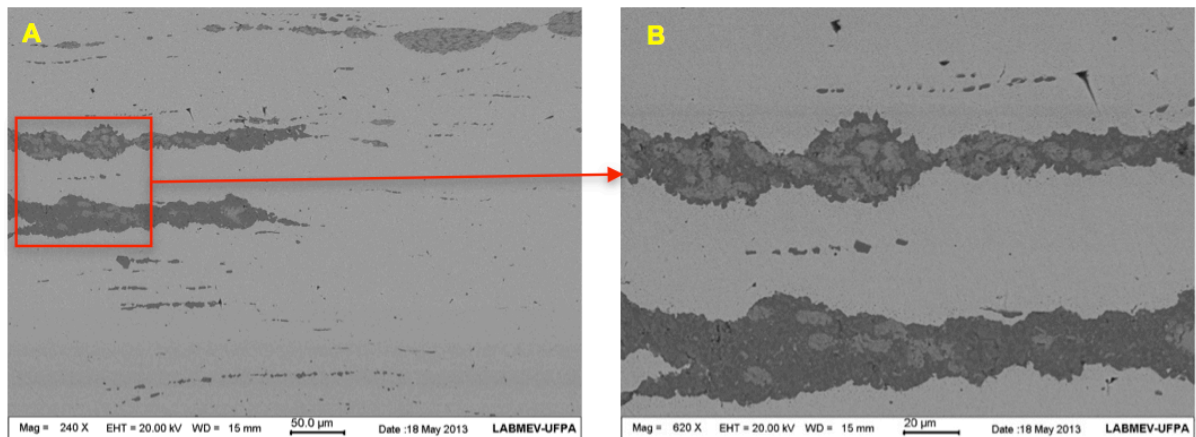 A
B
Mag = 240 X EHT = 20.00 kV WD = 15 mm 50.0 µm Date :18 May 2013 LABMEV-UFPA
Mag = 620 X EHT = 20.00 kV WD = 15 mm 20 µm Date :18 May 2013 LABMEV-UFPA